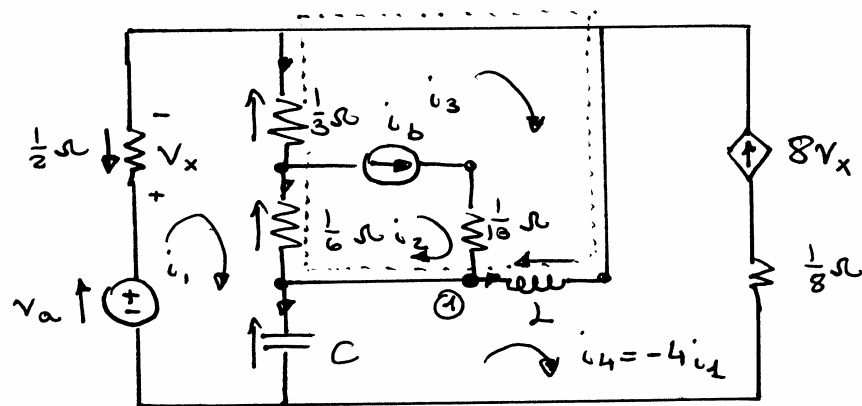 1/3 Ω
i_b
i_3
1/2 Ω
-
V_x
+
8v_x
1/6 Ω
i_2
1/18 Ω
i_1
1/8 Ω
v_a
+
-
①
L
C
i_4 = -4i_1